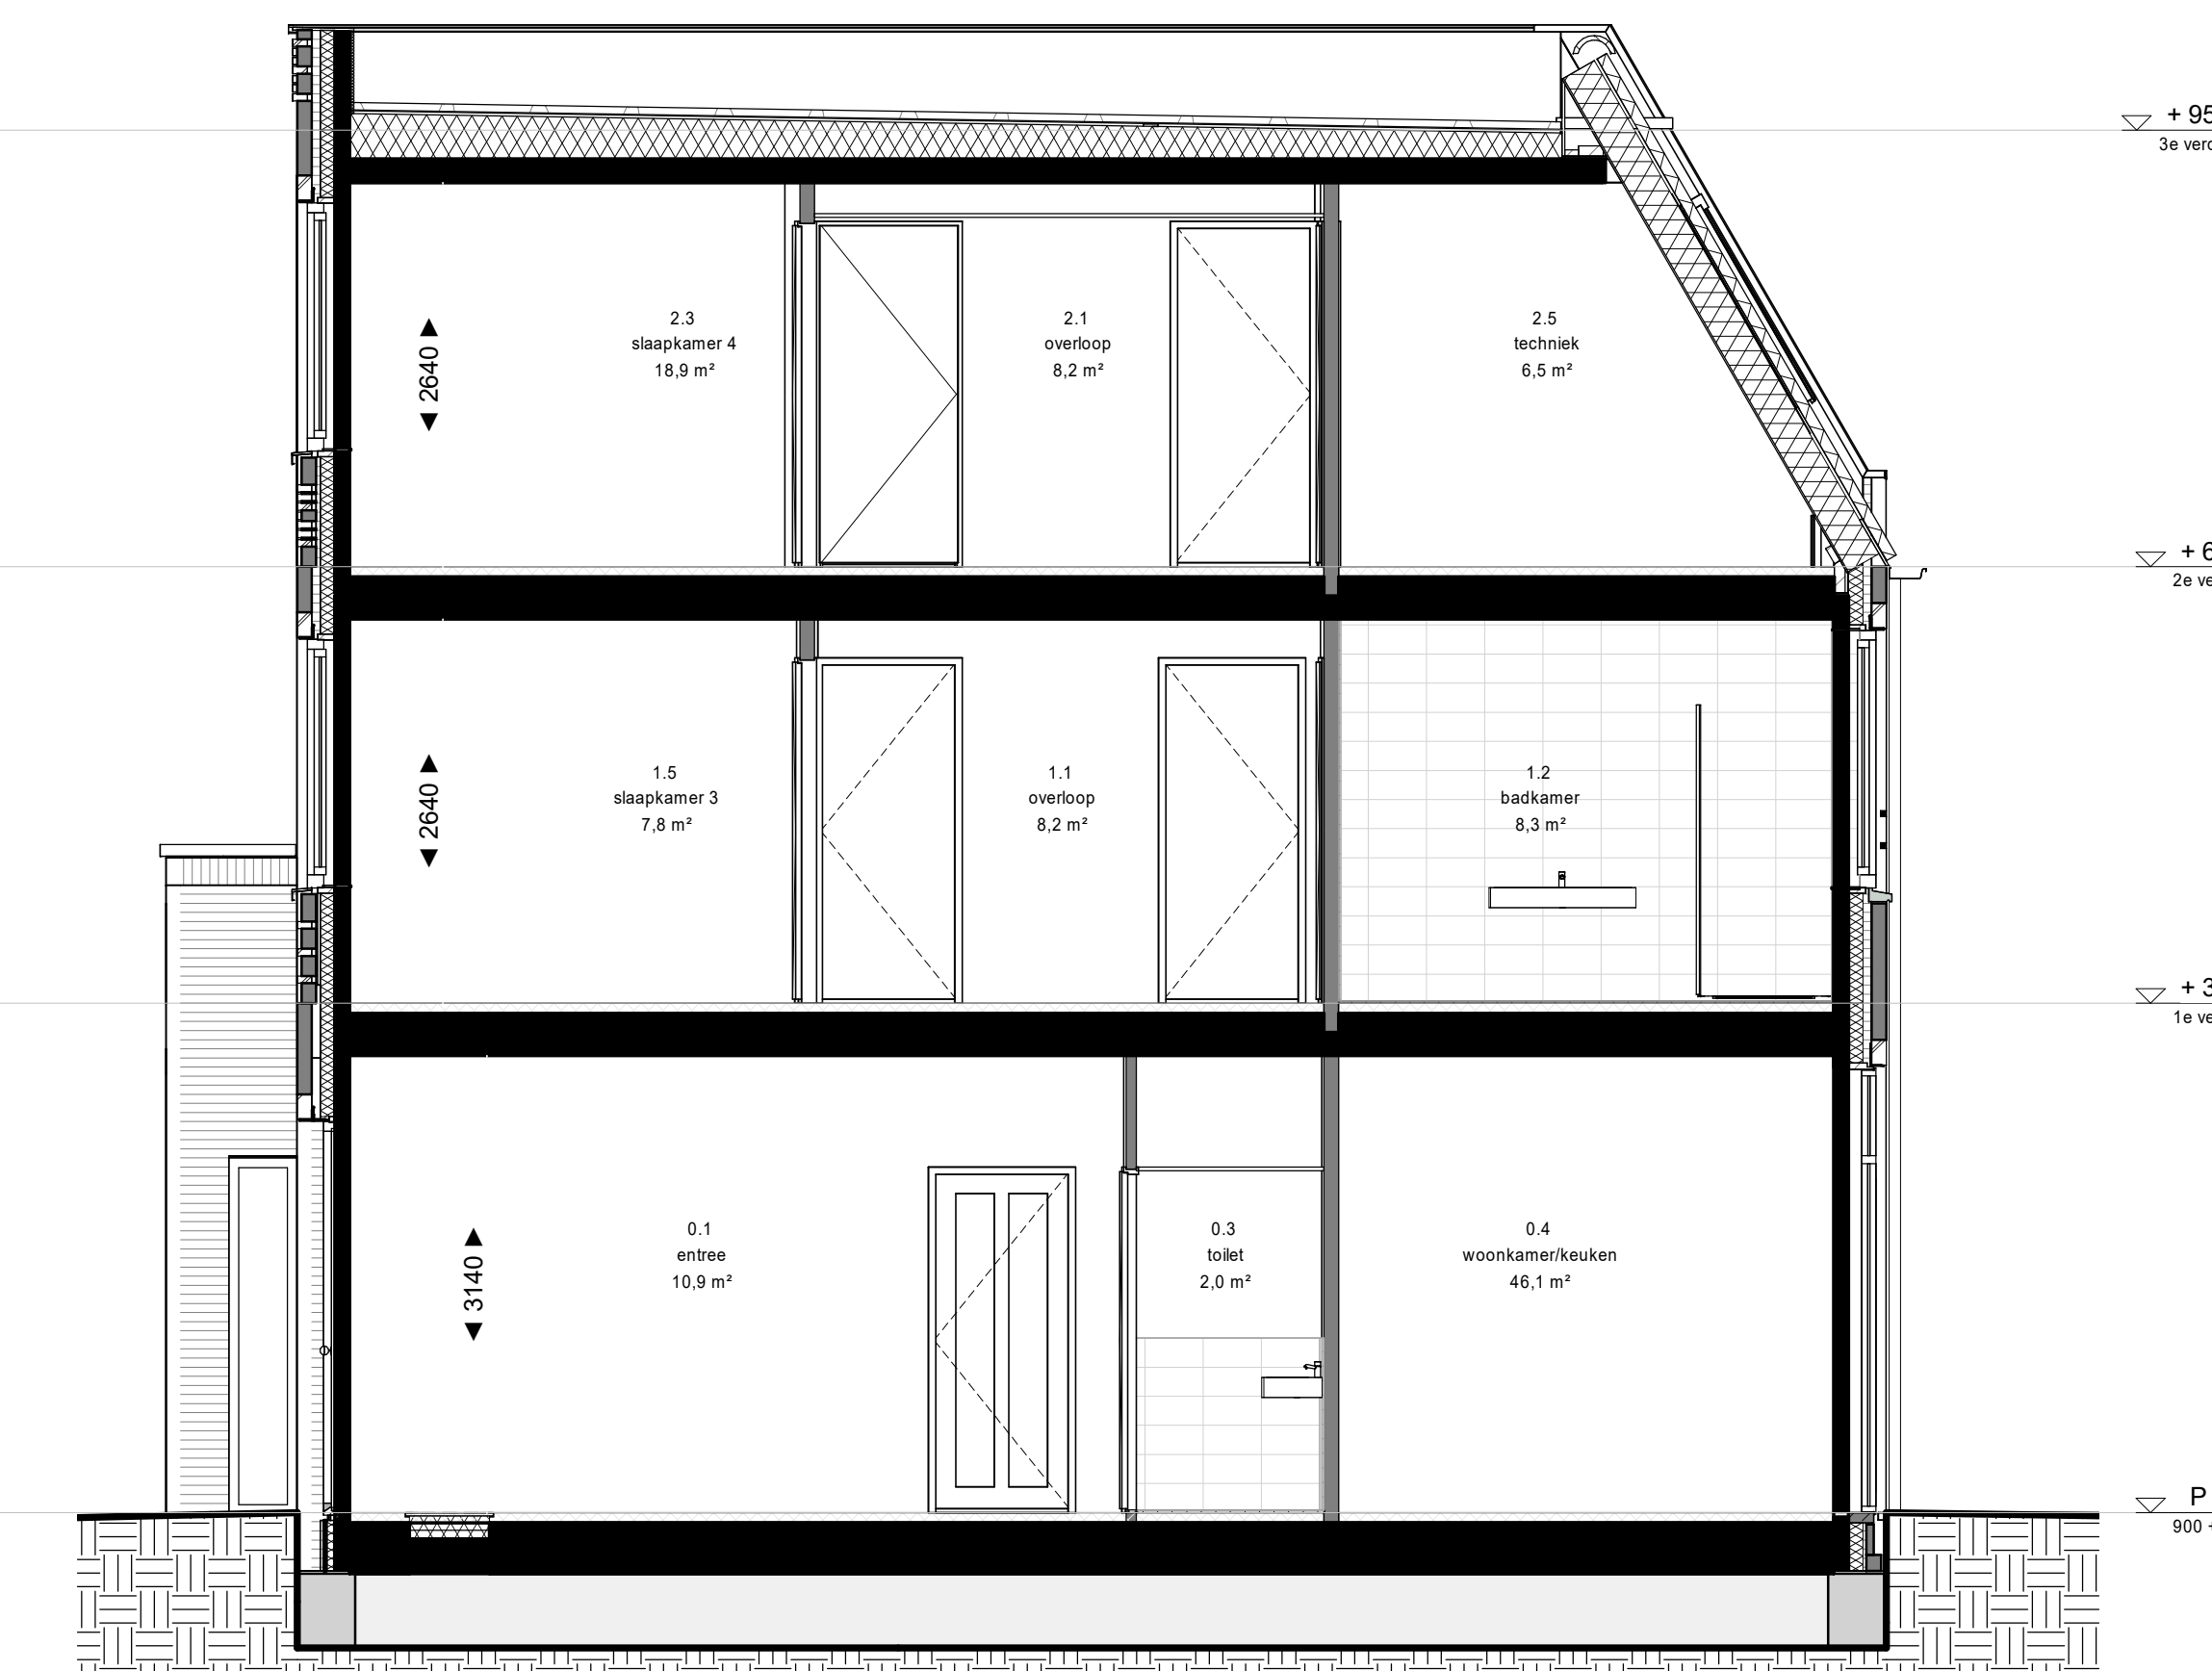 + 95
3e verd
2.3
slaapkamer 4
18,9 m²
2.1
overloop
8,2 m²
2.5
techniek
6,5 m²
◀ 2640 ▶
+ 6
2e ve
1.5
slaapkamer 3
7,8 m²
1.1
overloop
8,2 m²
1.2
badkamer
8,3 m²
◀ 2640 ▶
+ 3
1e ve
0.1
entree
10,9 m²
0.3
toilet
2,0 m²
0.4
woonkamer/keuken
46,1 m²
◀ 3140 ▶
P
900 +